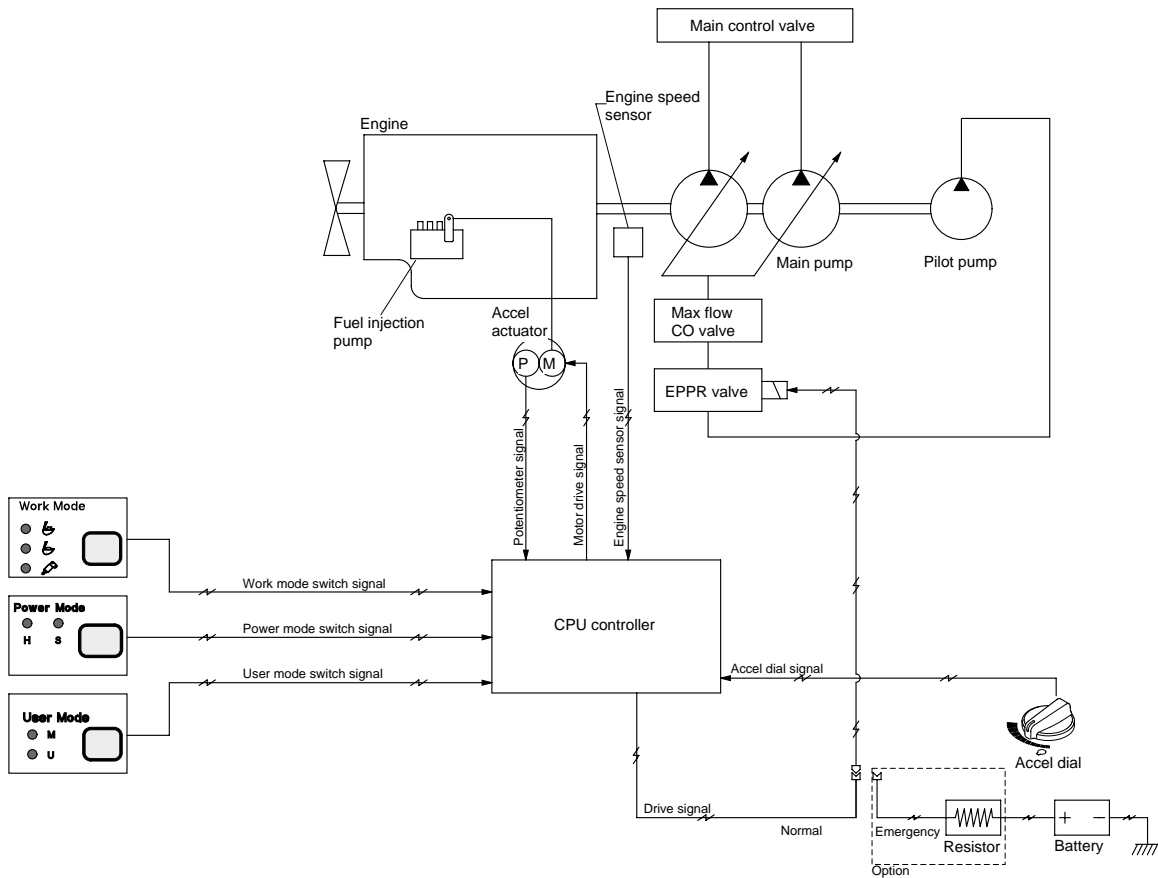 Main control valve
Engine speed
sensor
Engine
Main pump
Pilot pump
Fuel injection
pump
Accel
actuator
Max flow
CO valve
P
M
EPPR valve
Potentiometer signal
Motor drive signal
Engine speed sensor signal
Work Mode
Work mode switch signal
Power Mode
H S
Power mode switch signal
CPU controller
User mode switch signal
Accel dial signal
User Mode
M
U
Accel dial
Drive signal
Normal
Emergency
Resistor
+ -
Battery
Option